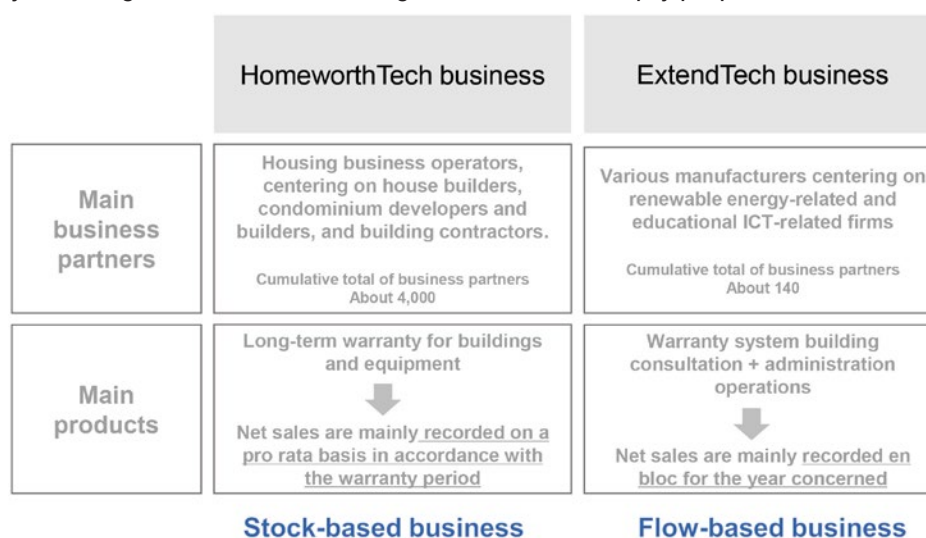 HomeworthTech business
ExtendTech business
Main
business
partners
Housing business operators,
centering on house builders,
condominium developers and
builders, and building contractors.
Cumulative total of business partners
About 4,000
Various manufacturers centering on
renewable energy-related and
educational ICT-related firms
Cumulative total of business partners
About 140
Main
products
Long-term warranty for buildings
and equipment
Net sales are mainly recorded on a
pro rata basis in accordance with
the warranty period
Warranty system building
consultation + administration
operations
Net sales are mainly recorded en
bloc for the year concerned
Stock-based business
Flow-based business